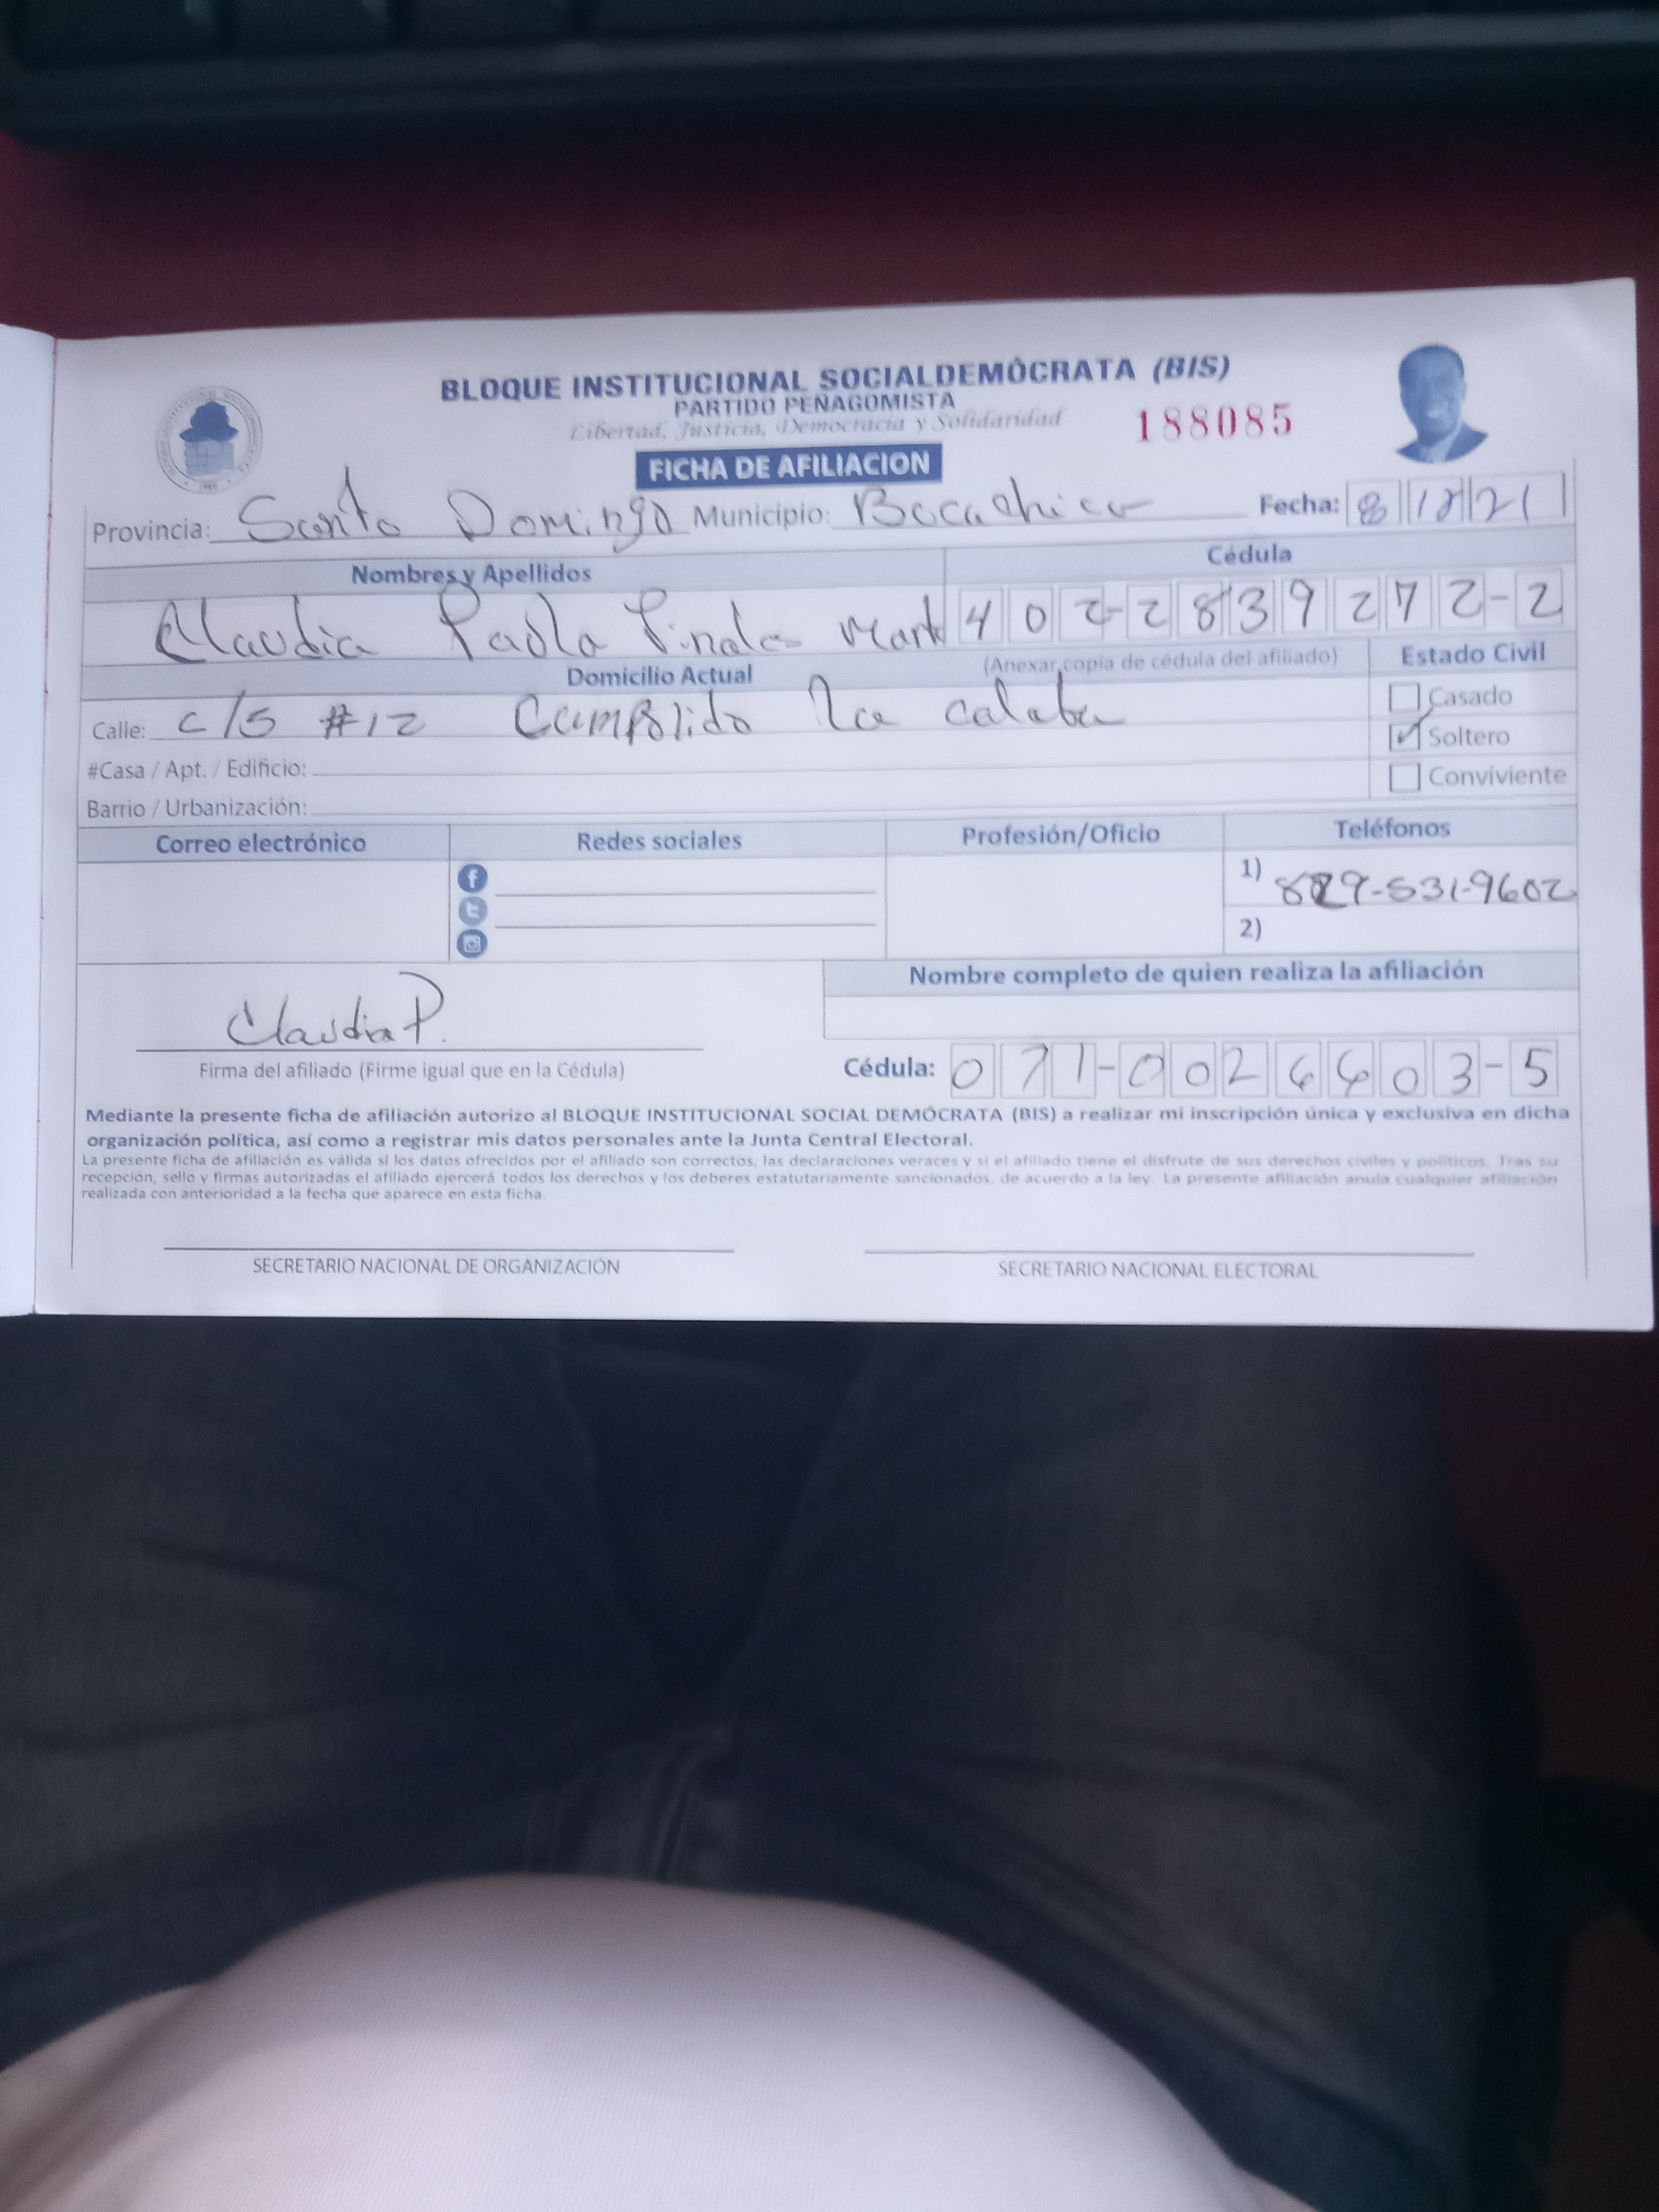 BLOQUE INSTITUCIONAL SOCIALDEMÓCRATA (BIS)
PARTIDO PEÑAGOMISTA
Libertad, Justicia, Democracia y Solidaridad
188085
FICHA DE AFILIACION
Provincia: Santo Domingo Municipio: Bocachica Fecha: 8 | 12 | 21
Nombres y Apellidos Cédula
Claudia Paola Pinales Mart 402-2839272-2
(Anexar copia de cédula del afiliado)
Domicilio Actual Estado Civil
Calle: c/5 #12 La caleta
Casado
Soltero
Conviviente
#Casa / Apt. / Edificio:
Barrio / Urbanización:
Correo electrónico Redes sociales Profesión/Oficio Teléfonos
1) 829-531-9602
2)
Nombre completo de quien realiza la afiliación
Claudia P.
Firma del afiliado (Firme igual que en la Cédula)
Cédula: 071-0026603-5
Mediante la presente ficha de afiliación autorizo al BLOQUE INSTITUCIONAL SOCIAL DEMÓCRATA (BIS) a realizar mi inscripción única y exclusiva en dicha
organización política, así como a registrar mis datos personales ante la Junta Central Electoral.
La presente ficha de afiliación es válida si los datos ofrecidos por el afiliado son correctos, las declaraciones veraces y si el afiliado tiene el disfrute de sus derechos civiles y políticos. Tras su
recepción, sello y firmas autorizadas el afiliado ejercerá todos los derechos y los deberes estatutariamente sancionados, de acuerdo a la ley. La presente afiliación anula cualquier afiliación
realizada con anterioridad a la fecha que aparece en esta ficha.
SECRETARIO NACIONAL DE ORGANIZACIÓN SECRETARIO NACIONAL ELECTORAL